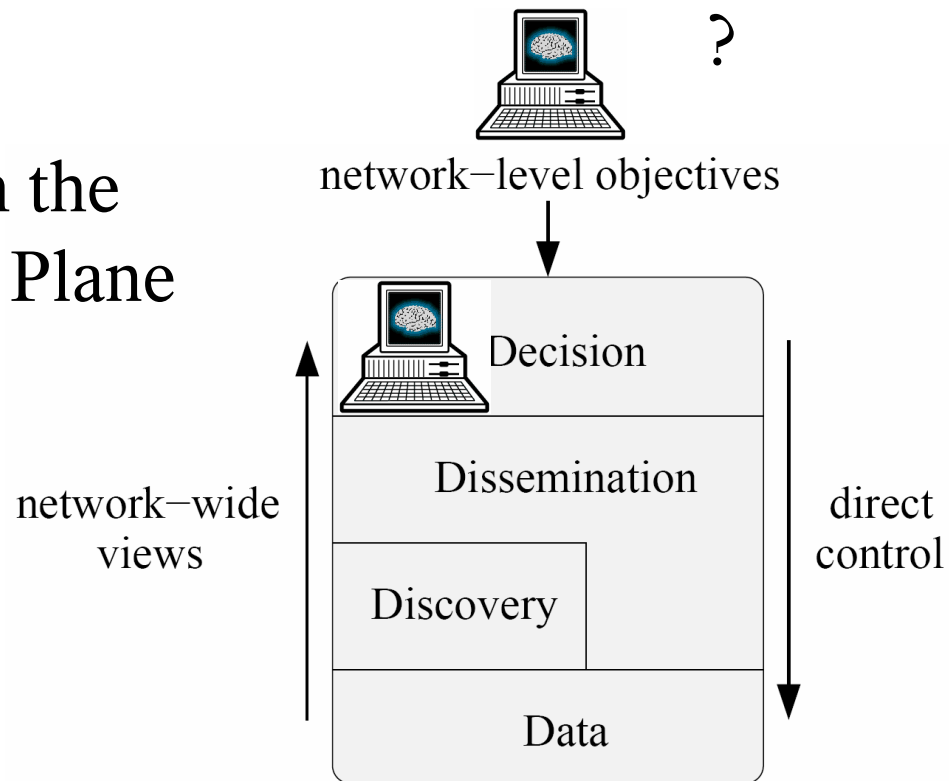 ?
n the
Plane
network−level objectives
Decision
Dissemination
network−wide
views
direct
control
Discovery
Data